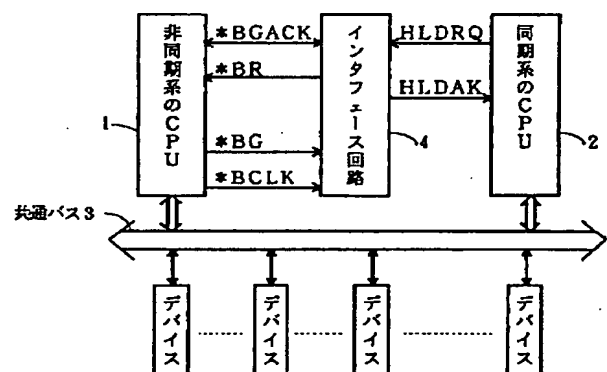 非同期系のCPU
*BGACK
*BR
*BG
*BCLK
インタフェース回路
HLDRQ
HLDAK
同期系のCPU
1
4
2
共通バス3
デバイス
デバイス
デバイス
デバイス